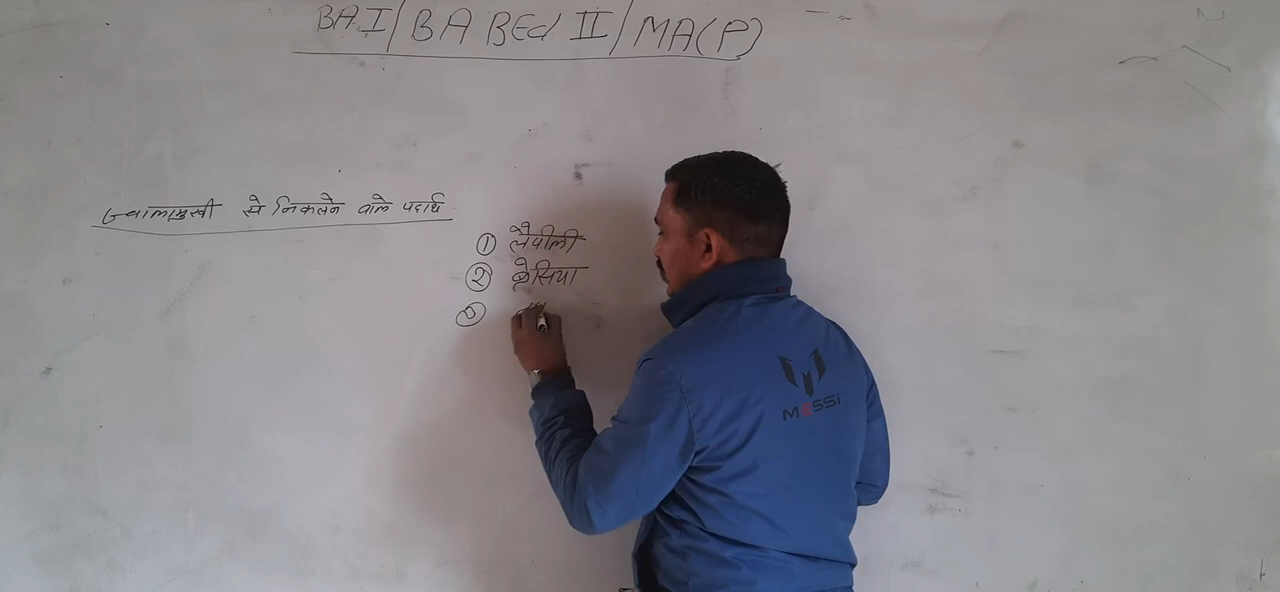 BA I / BA BEd II / MA(P)
ज्वालामुखी से निकलने वाले पदार्थ
① लैपीली
② ब्रेसिया
③
MESSi